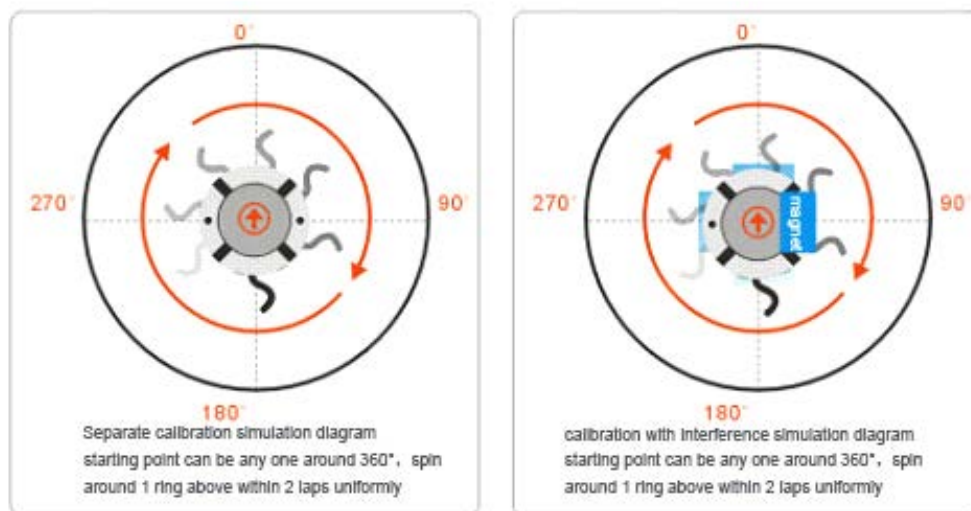 0°
270°
90°
180°
Separate calibration simulation diagram
starting point can be any one around 360°, spin
around 1 ring above within 2 laps uniformly
0°
270°
magnet
90°
180°
calibration with interference simulation diagram
starting point can be any one around 360°, spin
around 1 ring above within 2 laps uniformly